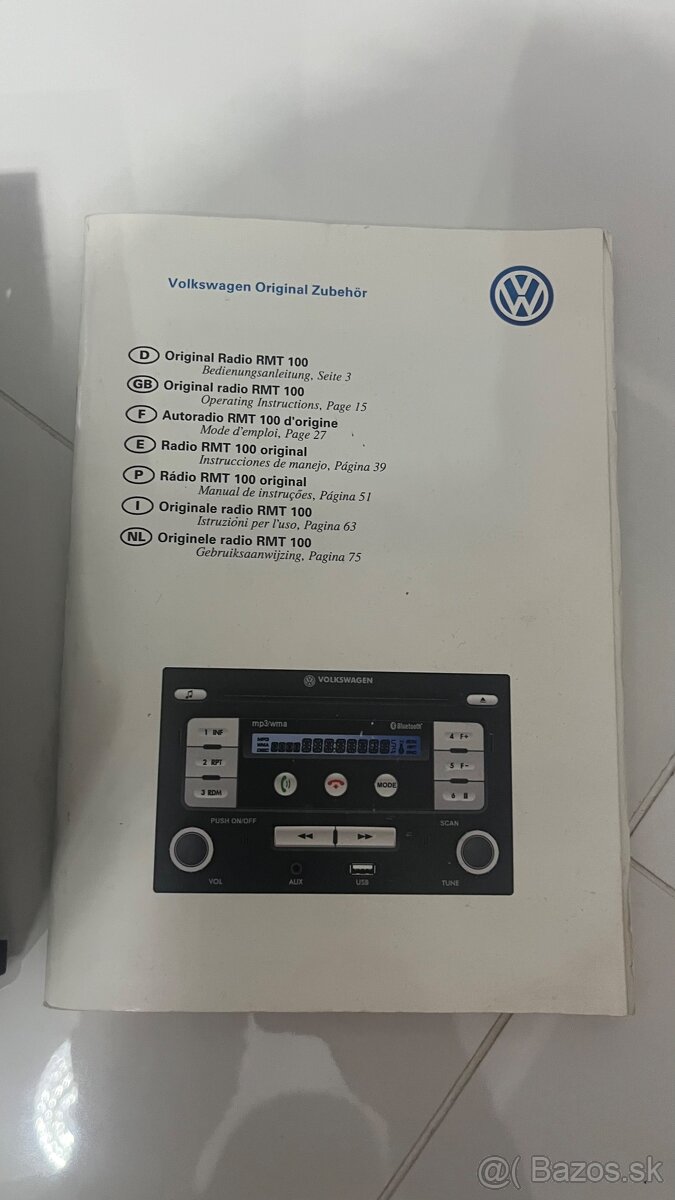 Volkswagen Original Zubehör
D Original Radio RMT 100
Bedienungsanleitung, Seite 3
GB Original radio RMT 100
Operating Instructions, Page 15
F Autoradio RMT 100 d'origine
Mode d'emploi, Page 27
E Radio RMT 100 original
Instrucciones de manejo, Página 39
P Rádio RMT 100 original
Manual de instruções, Página 51
I Originale radio RMT 100
Istruzioni per l'uso, Pagina 63
NL Originele radio RMT 100
Gebruiksaanwijzing, Pagina 75
VOLKSWAGEN
mp3/wma Bluetooth
1 INF
2 RPT
3 RDM
4 F+
5 F-
6
MP3
WMA
MODE
PUSH ON/OFF SCAN
VOL AUX USB TUNE
@( Bazos.sk